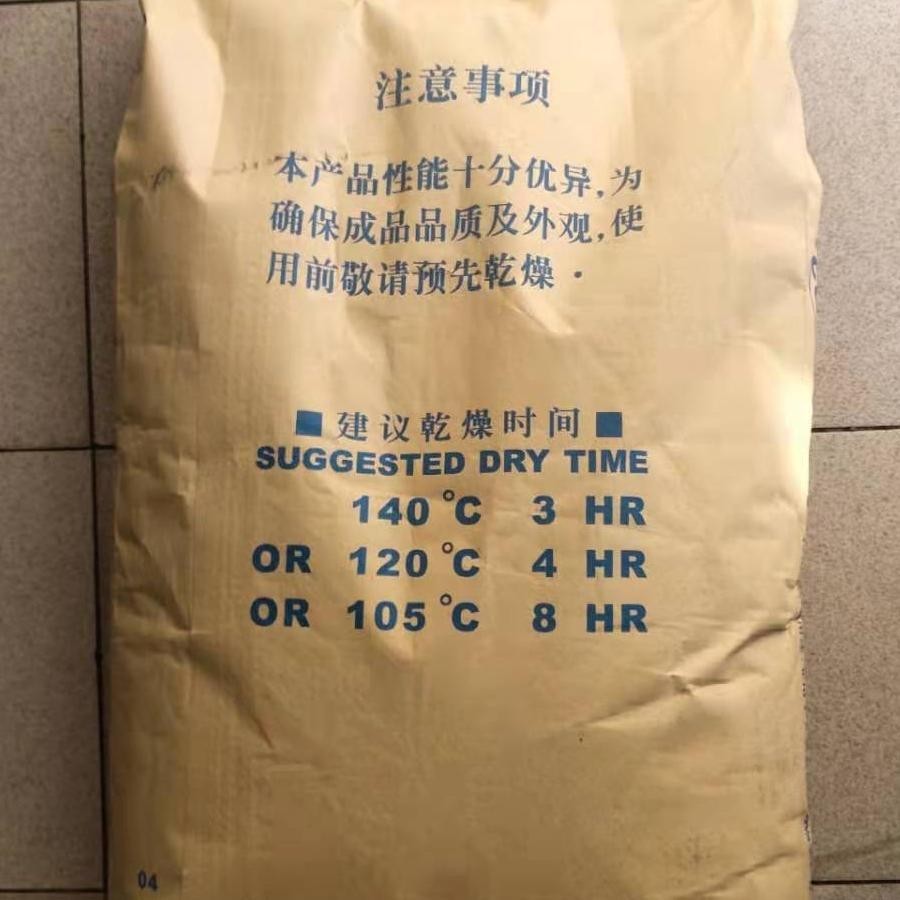 注意事项
本产品性能十分优异,为
确保成品品质及外观,使
用前敬请预先乾燥·
■建议乾燥时间■
SUGGESTED DRY TIME
140°C 3 HR
OR 120°C 4 HR
OR 105°C 8 HR
04